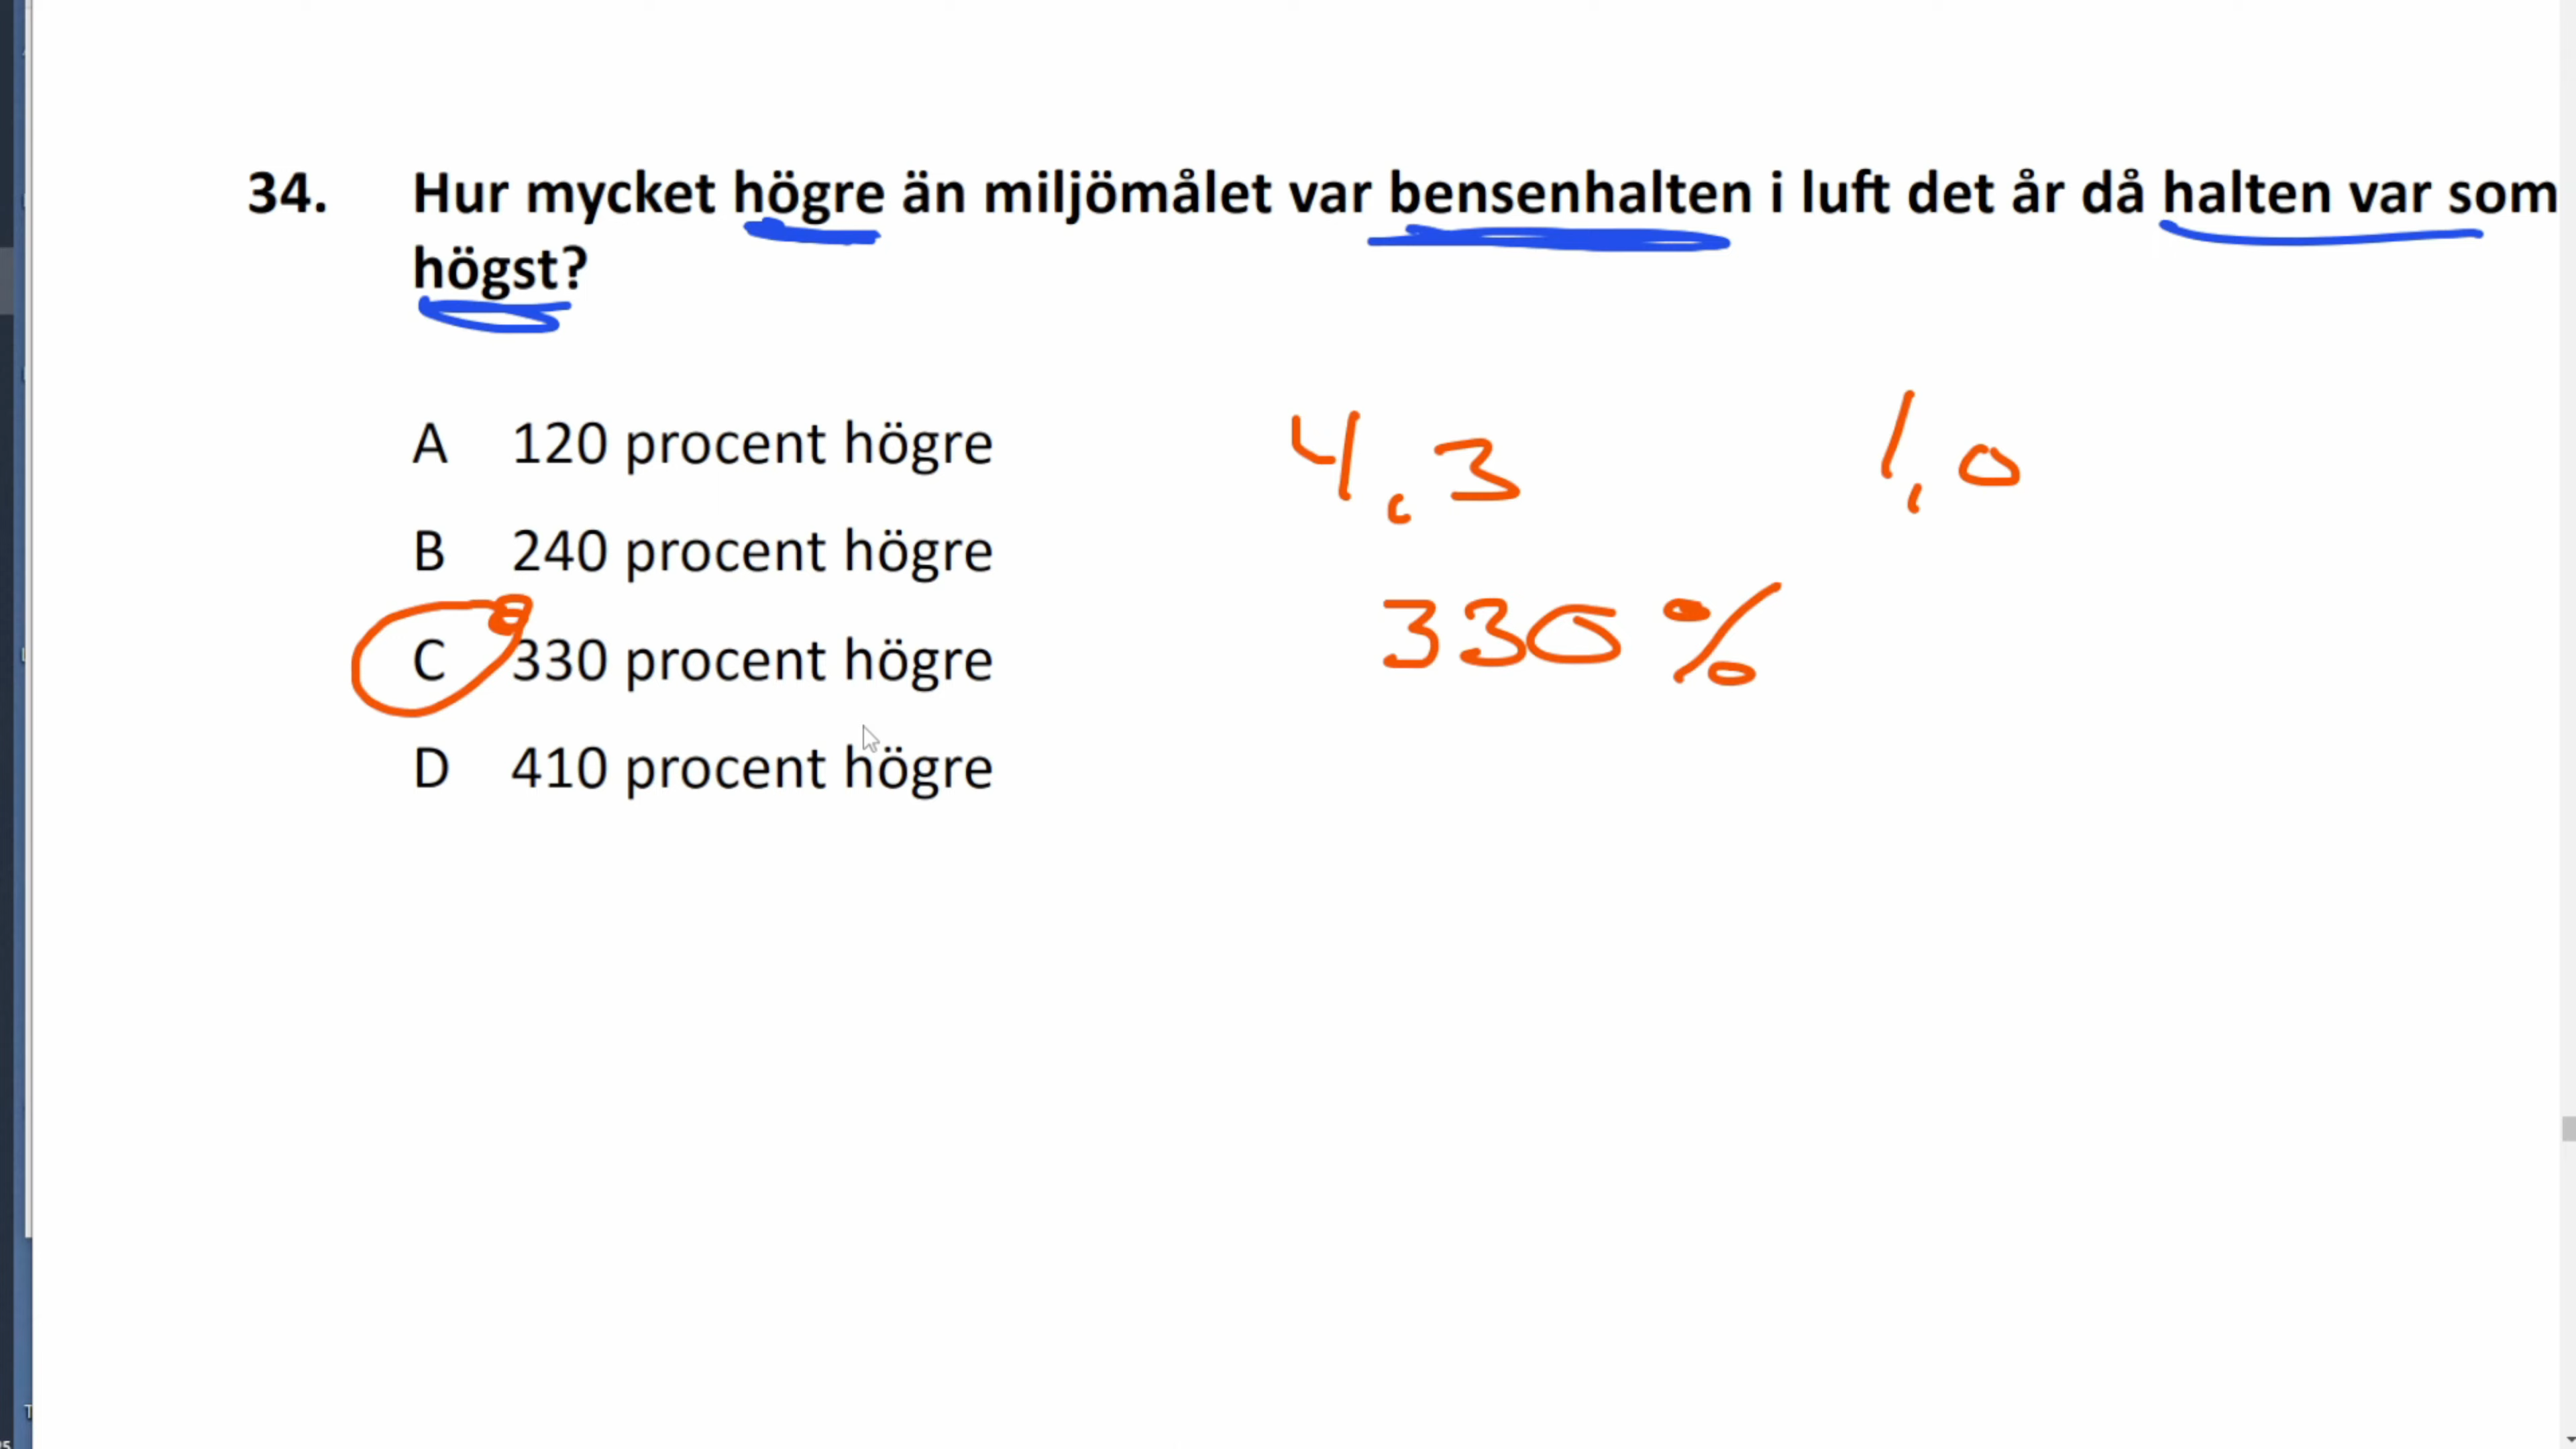 34. Hur mycket högre än miljömålet var bensenhalten i luft det år då halten var som
högst?
A 120 procent högre
4,3 1,0
B 240 procent högre
330%
C 330 procent högre
D 410 procent högre